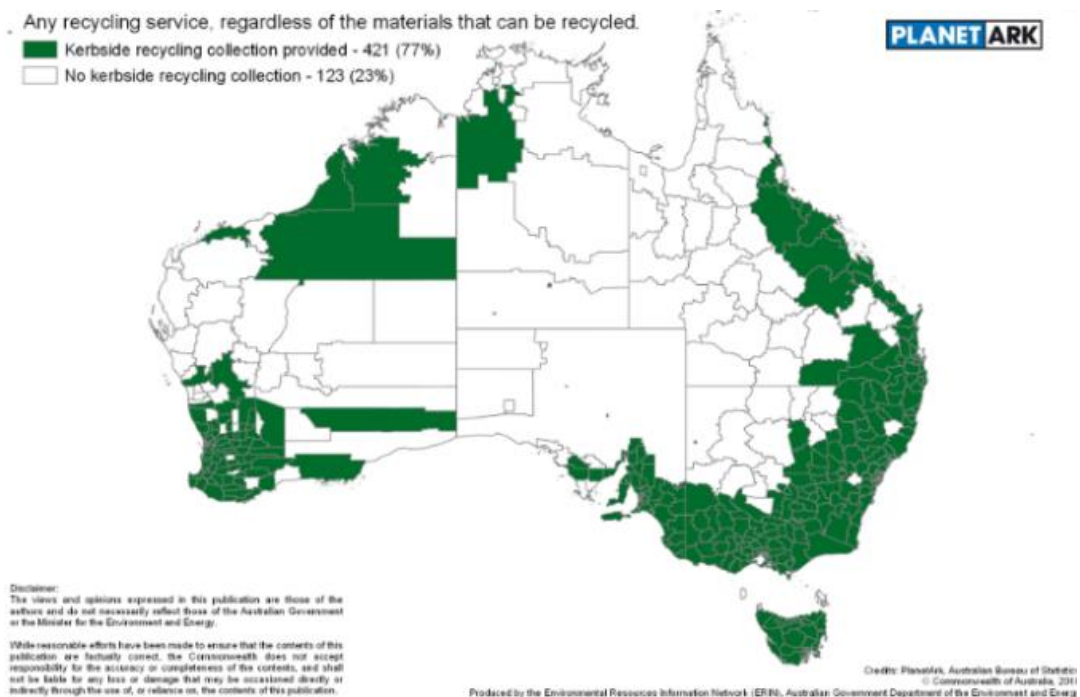 Any recycling service, regardless of the materials that can be recycled.
Kerbside recycling collection provided - 421 (77%)
No kerbside recycling collection - 123 (23%)
PLANET ARK
Disclaimer:
The views and opinions expressed in this publication are those of the
authors and do not necessarily reflect those of the Australian Government
or the Minister for the Environment and Energy.
While reasonable efforts have been made to ensure that the contents of this
publication are factually correct, the Commonwealth does not accept
responsibility for the accuracy or completeness of the contents, and shall
not be liable for any loss or damage that may be occasioned directly or
indirectly through the use of, or reliance on, the contents of this publication.
Credits: PlanetArk, Australian Bureau of Statistics
© Commonwealth of Australia,
Produced by the Environmental Resources Information Network (ERIN), Australian Government Department of the Environment and Energy